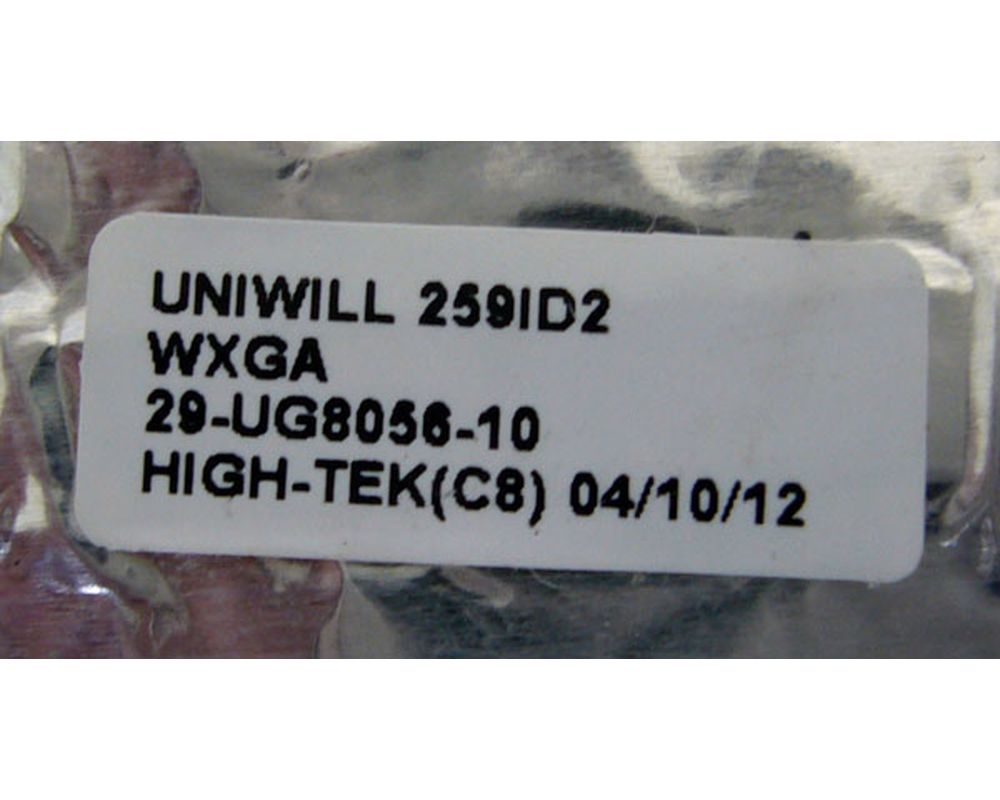 UNIWILL 259ID2
WXGA
29-UG8056-10
HIGH-TEK(C8) 04/10/12